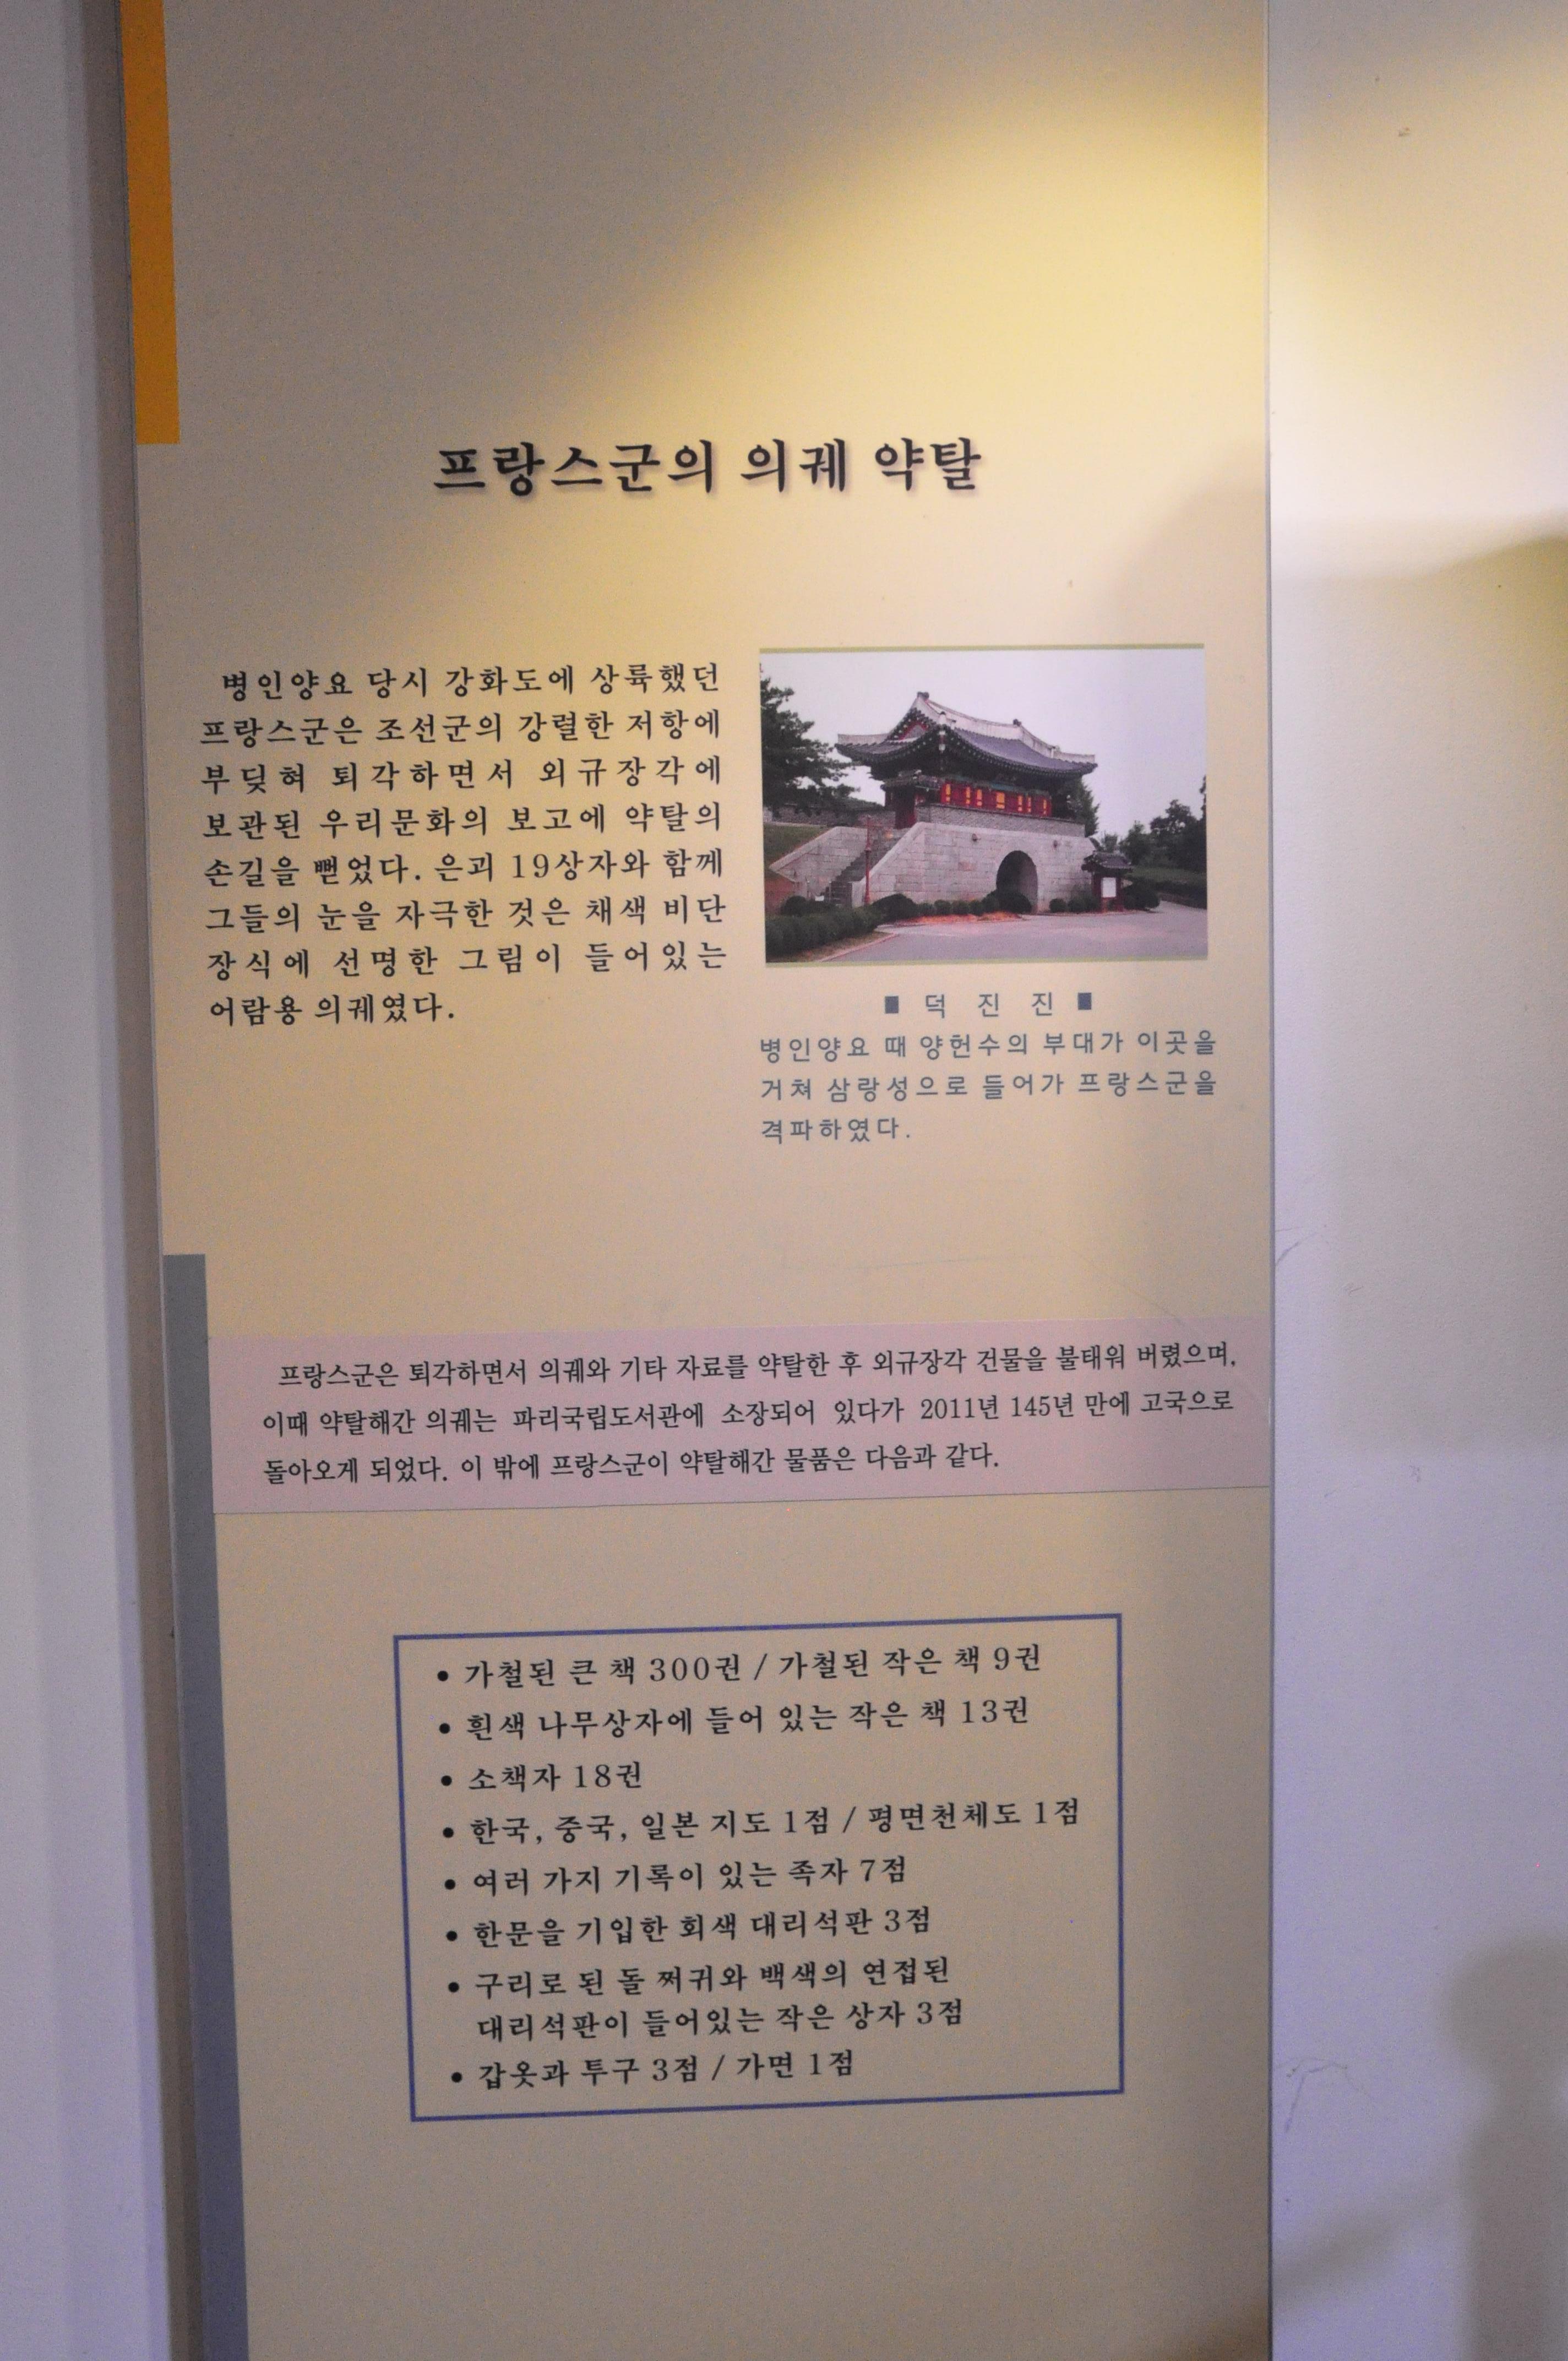 프랑스군의 의궤 약탈
병인양요 당시 강화도에 상륙했던
프랑스군은 조선군의 강렬한 저항에
부딪혀 퇴각하면서 외규장각에
보관된 우리문화의 보고에 약탈의
손길을 뻗었다. 은괴 19상자와 함께
그들의 눈을 자극한 것은 채색 비단
장식에 선명한 그림이 들어있는
어람용 의궤였다.
■ 덕 진 진 ■
병인양요 때 양헌수의 부대가 이곳을
거쳐 삼랑성으로 들어가 프랑스군을
격파하였다.
프랑스군은 퇴각하면서 의궤와 기타 자료를 약탈한 후 외규장각 건물을 불태워 버렸으며,
이때 약탈해간 의궤는 파리국립도서관에 소장되어 있다가 2011년 145년 만에 고국으로
돌아오게 되었다. 이 밖에 프랑스군이 약탈해간 물품은 다음과 같다.
• 가철된 큰 책 300권 / 가철된 작은 책 9권
• 흰색 나무상자에 들어 있는 작은 책 13권
• 소책자 18권
• 한국, 중국, 일본 지도 1점 / 평면천체도 1점
• 여러 가지 기록이 있는 족자 7점
• 한문을 기입한 회색 대리석판 3점
• 구리로 된 돌 쩌귀와 백색의 연접된
대리석판이 들어있는 작은 상자 3점
• 갑옷과 투구 3점 / 가면 1점